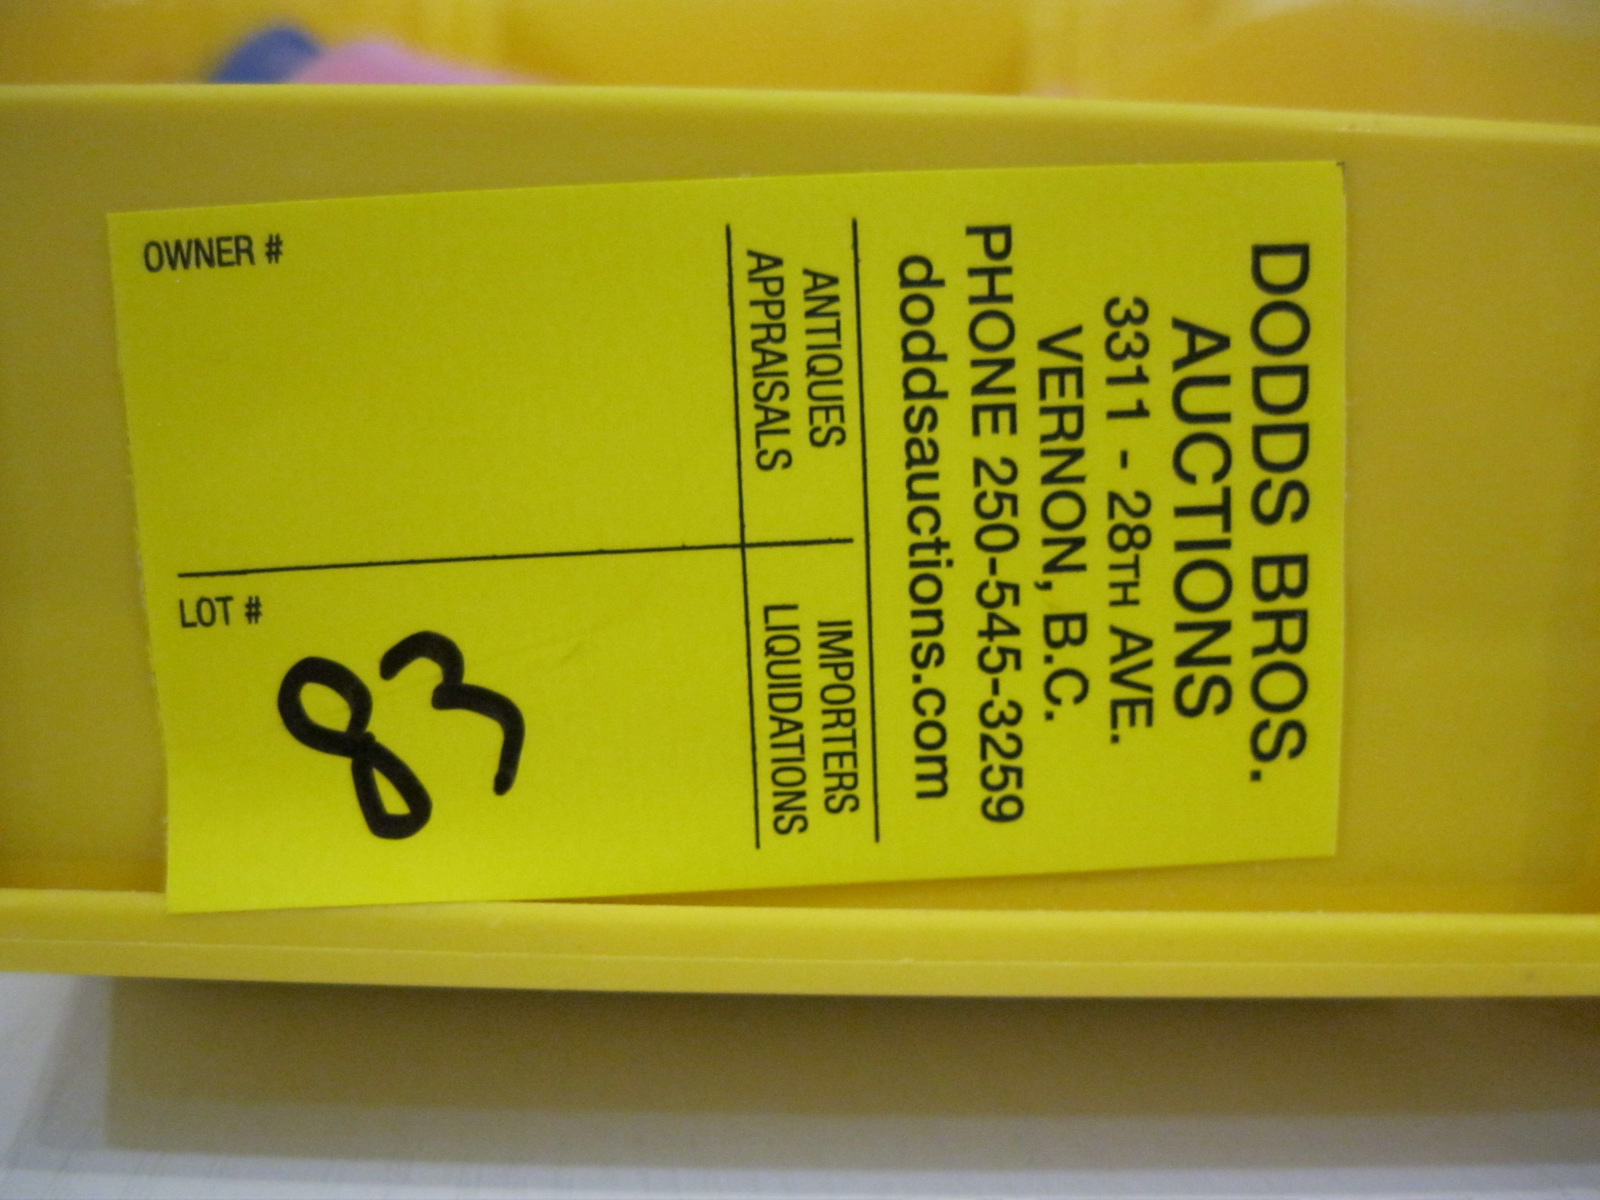 DODDS BROS.
AUCTIONS
3311 - 28TH AVE.
VERNON, B.C.
PHONE 250-545-3259
doddsauctions.com
ANTIQUES IMPORTERS
APPRAISALS LIQUIDATIONS
OWNER #
LOT #
83